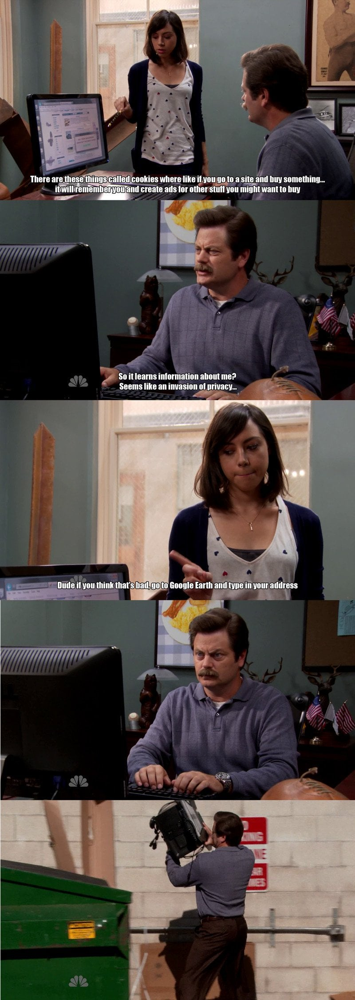 There are these things called cookies where like if you go to a site and buy something...
it will remember you and create ads for other stuff you might want to buy
So it learns information about me?
Seems like an invasion of privacy...
Dude if you think that's bad, go to Google Earth and type in your address